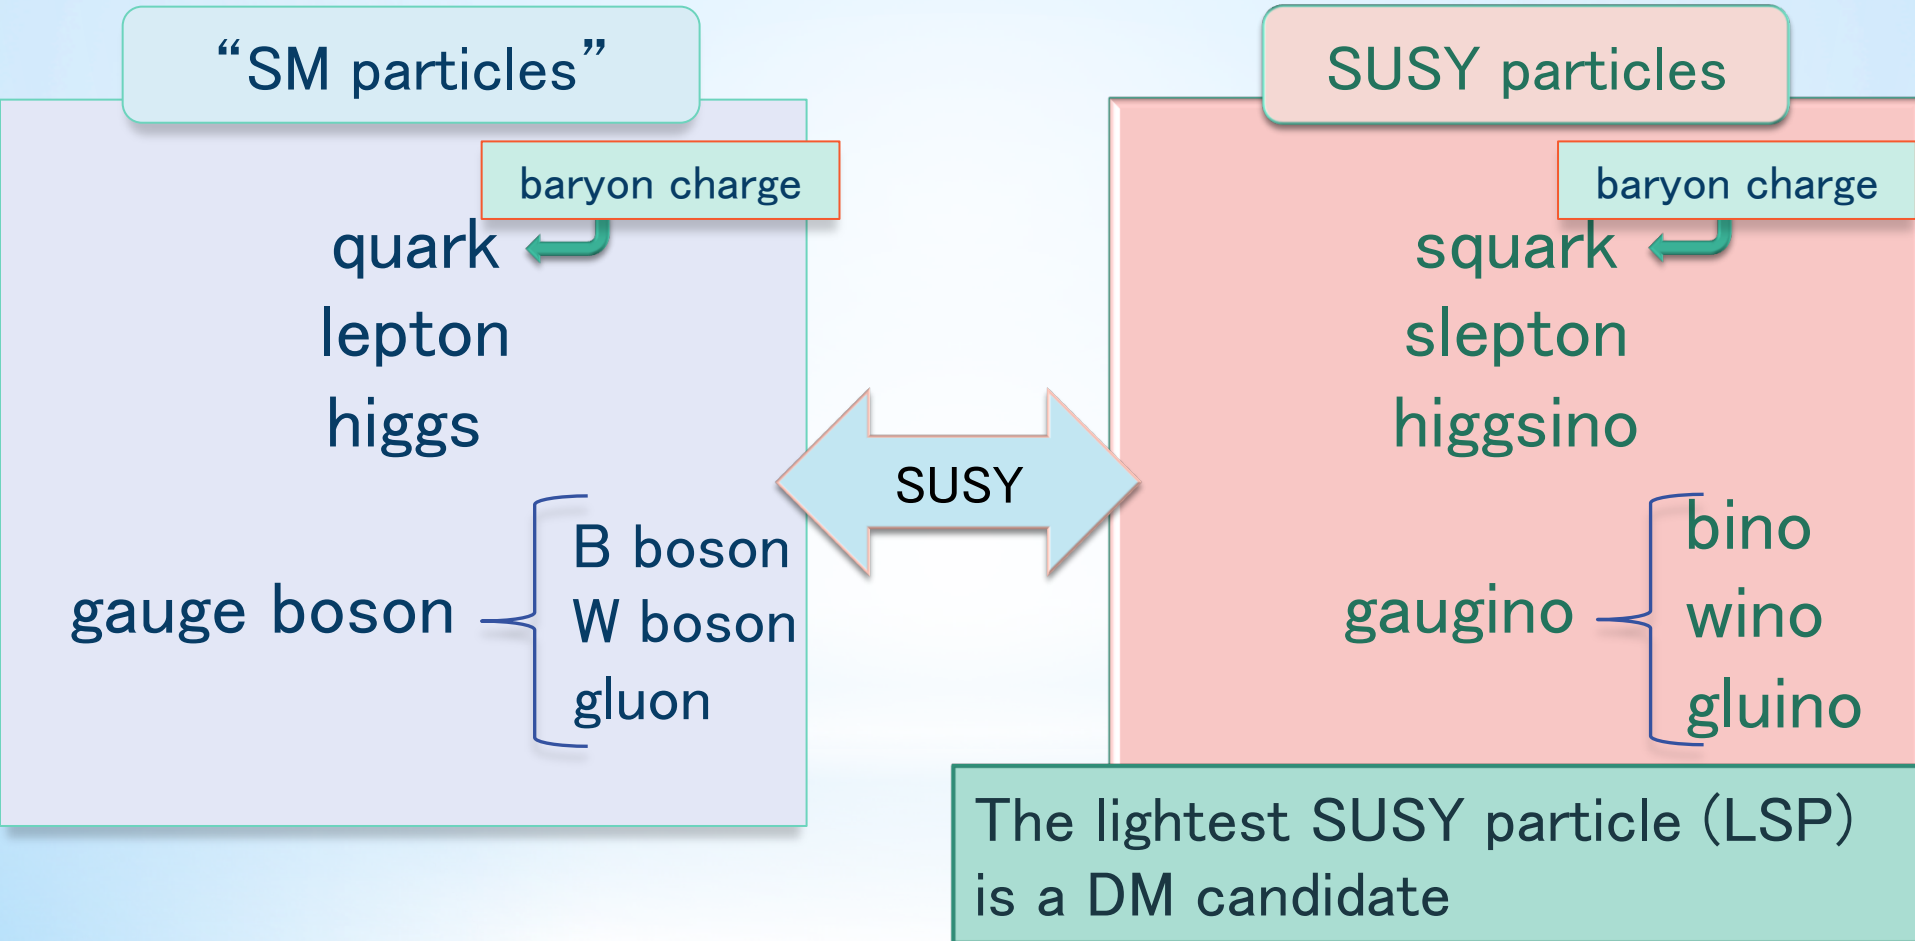 “SM particles”
baryon charge
quark
lepton
higgs
gauge boson
B boson
W boson
gluon
SUSY
SUSY particles
baryon charge
squark
slepton
higgsino
gaugino
bino
wino
gluino
The lightest SUSY particle (LSP)
is a DM candidate